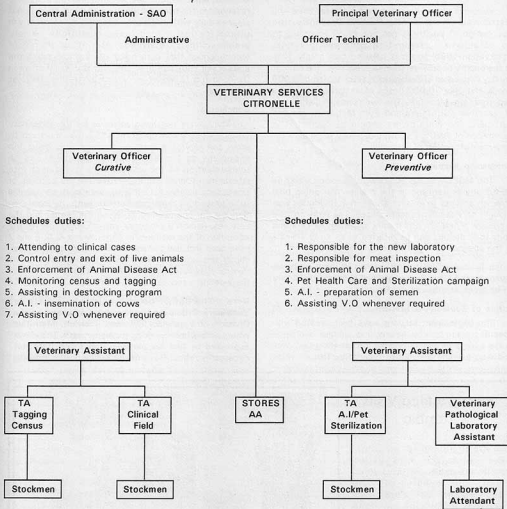 Central Administration - SAO
Principal Veterinary Officer
Administrative
Officer Technical
VETERINARY SERVICES
CITRONELLE
Veterinary Officer
Curative
Veterinary Officer
Preventive
Schedules duties:
1. Attending to clinical cases
2. Control entry and exit of live animals
3. Enforcement of Animal Disease Act
4. Monitoring census and tagging
5. Assisting in destocking program
6. A.I. - insemination of cows
7. Assisting V.O whenever required
Schedules duties:
1. Responsible for the new laboratory
2. Responsible for meat inspection
3. Enforcement of Animal Disease Act
4. Pet Health Care and Sterilization campaign
5. A.I. - preparation of semen
6. Assisting V.O whenever required
Veterinary Assistant
Veterinary Assistant
TA
Tagging
Census
TA
Clinical
Field
STORES
AA
TA
A.I/Pet
Sterilization
Veterinary
Pathological
Laboratory
Assistant
Stockmen
Stockmen
Stockmen
Laboratory
Attendant